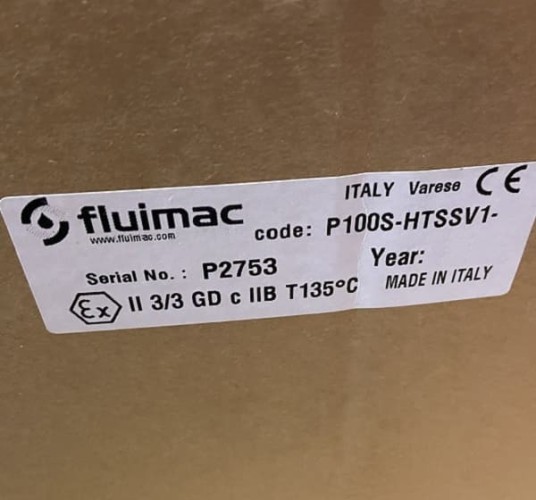 ITALY Varese CE
fluimac
www.fluimac.com
code: P100S-HTSSV1-
Serial No. : P2753
Year:
Ex II 3/3 GD c IIB T135°C
MADE IN ITALY